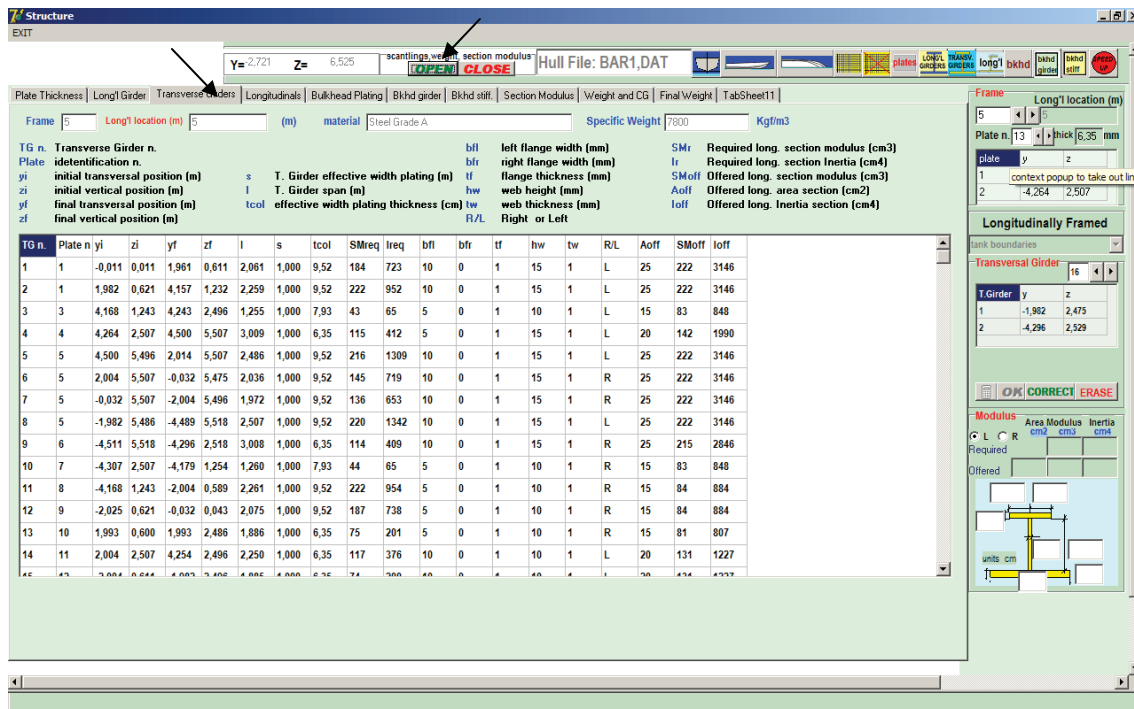 Structure
EXIT
Y= -2,721 Z= 6,525 scantlings,weight, section modulus OPEN CLOSE Hull File: BAR1,DAT plates LONG'L GIRDERS TRANSV. GIRDERS long'l bkhd bkhd girder bkhd stiff SPEED UP
Plate Thickness Long'l Girder Transverse Girders Longitudinals Bulkhead Plating Bkhd girder Bkhd stiff. Section Modulus Weight and CG Final Weight TabSheet11
Frame 5 Long'l location (m) 5 (m) material Steel Grade A Specific Weight 7800 Kgf/m3
TG n. Transverse Girder n. bfl left flange width (mm) SMr Required long. section modulus (cm3)
Plate idetentification n. bfr right flange width (mm) Ir Required long. section Inertia (cm4)
yi initial transversal position (m) s T. Girder effective width plating (m) tf flange thickness (mm) SMoff Offered long. section modulus (cm3)
zi initial vertical position (m) l T. Girder span (m) hw web height (mm) Aoff Offered long. area section (cm2)
yf final transversal position (m) tcol effective width plating thickness (cm) tw web thickness (mm) Ioff Offered long. Inertia section (cm4)
zf final vertical position (m) R/L Right or Left
TG n. Plate n yi zi yf zf l s tcol SMreq Ireq bfl bfr tf hw tw R/L Aoff SMoff Ioff
1 1 -0,011 0,011 1,961 0,611 2,061 1,000 9,52 184 723 10 0 1 15 1 L 25 222 3146
2 1 1,982 0,621 4,157 1,232 2,259 1,000 9,52 222 952 10 0 1 15 1 L 25 222 3146
3 3 4,168 1,243 4,243 2,496 1,255 1,000 7,93 43 65 5 0 1 10 1 L 15 83 848
4 4 4,264 2,507 4,500 5,507 3,009 1,000 6,35 115 412 5 0 1 15 1 L 20 142 1990
5 5 4,500 5,496 2,014 5,507 2,486 1,000 9,52 216 1309 10 0 1 15 1 L 25 222 3146
6 5 2,004 5,507 -0,032 5,475 2,036 1,000 9,52 145 719 10 0 1 15 1 R 25 222 3146
7 5 -0,032 5,507 -2,004 5,496 1,972 1,000 9,52 136 653 10 0 1 15 1 R 25 222 3146
8 5 -1,982 5,486 -4,489 5,518 2,507 1,000 9,52 220 1342 10 0 1 15 1 L 25 222 3146
9 6 -4,511 5,518 -4,296 2,518 3,008 1,000 6,35 114 409 10 0 1 15 1 R 25 215 2846
10 7 -4,307 2,507 -4,179 1,254 1,260 1,000 7,93 44 65 5 0 1 10 1 R 15 83 848
11 8 -4,168 1,243 -2,004 0,589 2,261 1,000 9,52 222 954 5 0 1 10 1 R 15 84 884
12 9 -2,025 0,621 -0,032 0,043 2,075 1,000 9,52 187 738 5 0 1 10 1 R 15 84 884
13 10 1,993 0,600 1,993 2,486 1,886 1,000 6,35 75 201 5 0 1 10 1 R 15 81 807
14 11 2,004 2,507 4,254 2,496 2,250 1,000 6,35 117 376 10 0 1 10 1 L 20 131 1227
Frame
Long'l location (m)
5 5
Plate n. 13 thick 6,35 mm
plate y z
1 context popup to take out lin
2 -4,264 2,507
Longitudinally Framed
tank boundaries
Transversal Girder 16
T.Girder y z
1 -1,982 2,475
2 -4,296 2,529
OK CORRECT ERASE
Modulus Area Modulus Inertia
L R cm2 cm3 cm4
Required
Offered
units cm